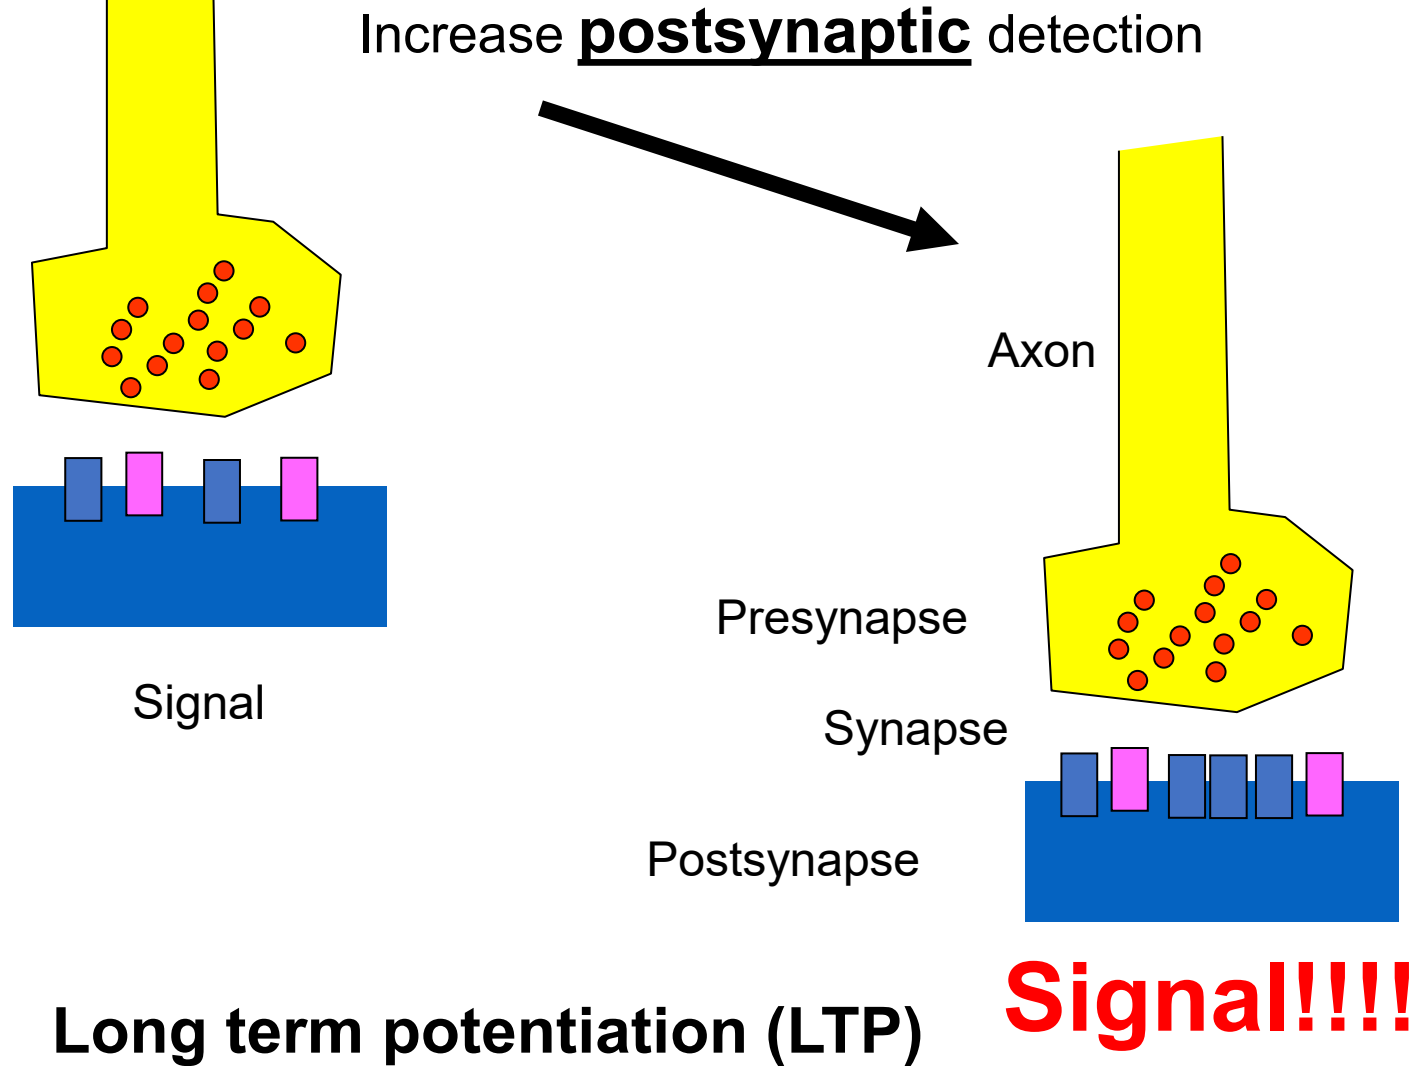 Increase postsynaptic detection
Axon
Presynapse
Signal
Synapse
Postsynapse
Signal!!!!
Long term potentiation (LTP)